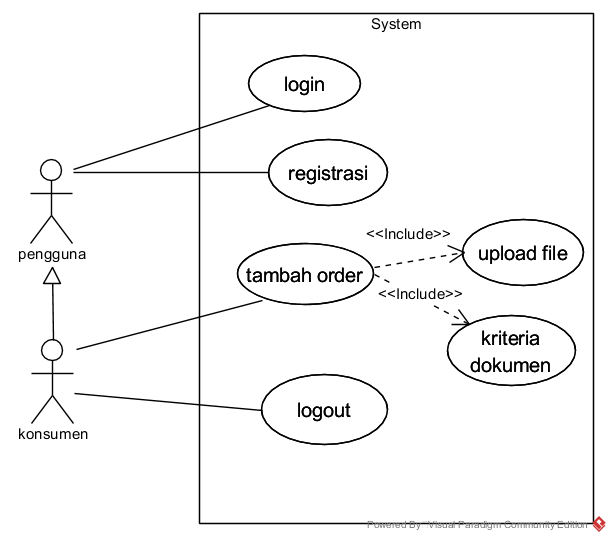 System
login
registrasi
pengguna
<<Include>>
upload file
tambah order
<<Include>>
kriteria
dokumen
logout
konsumen
Powered By Visual Paradigm Community Edition